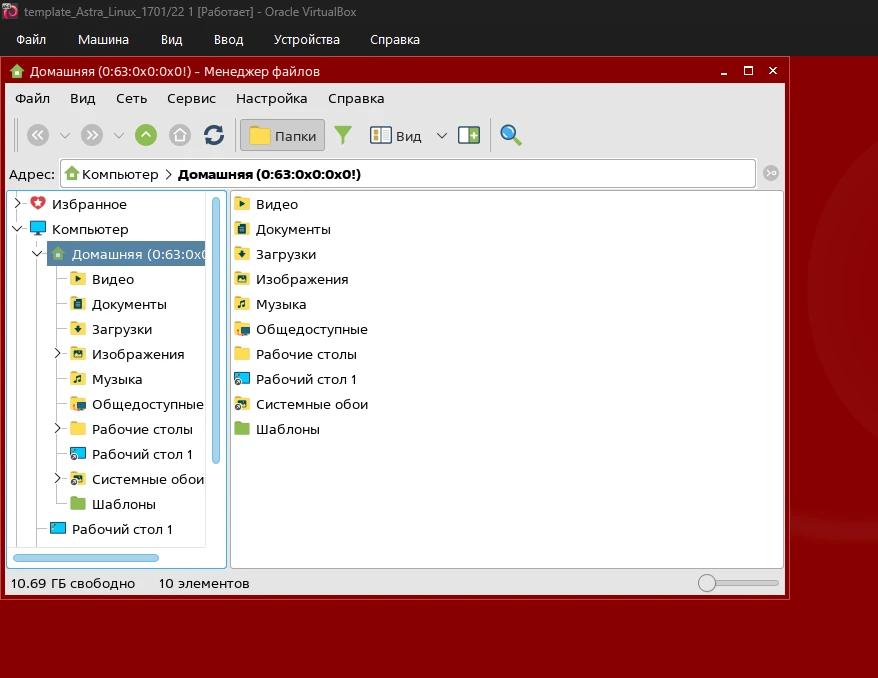 template_Astra_Linux_1701/22 1 [Работает] - Oracle VirtualBox
Файл Машина Вид Ввод Устройства Справка
Домашняя (0:63:0x0:0x0!) - Менеджер файлов
Файл Вид Сеть Сервис Настройка Справка
Папки Вид
Адрес: Компьютер > Домашняя (0:63:0x0:0x0!)
Избранное
Компьютер
Домашняя (0:63:0x0
Видео
Документы
Загрузки
Изображения
Музыка
Общедоступные
Рабочие столы
Рабочий стол 1
Системные обои
Шаблоны
Рабочий стол 1
Видео
Документы
Загрузки
Изображения
Музыка
Общедоступные
Рабочие столы
Рабочий стол 1
Системные обои
Шаблоны
10.69 ГБ свободно 10 элементов